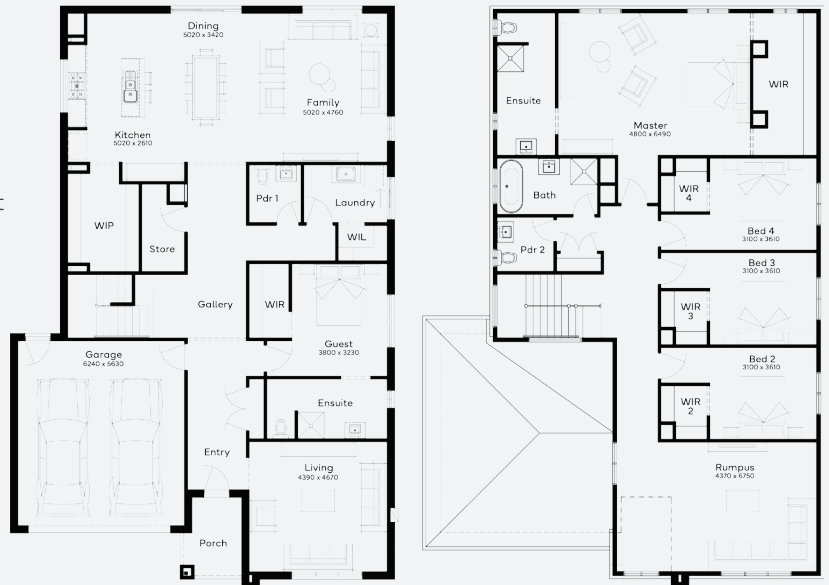 Dining
5020 x 3420
Family
5020 x 4760
Kitchen
5020 x 2610
Pdr 1
Laundry
WIP
Store
WIL
Gallery
WIR
Guest
3800 x 3230
Garage
6240 x 5630
Ensuite
Entry
Living
4390 x 4670
Porch
Ensuite
WIR
Master
4800 x 6490
Bath
WIR
4
Bed 4
3100 x 3610
Pdr 2
Bed 3
3100 x 3610
WIR
3
Bed 2
3100 x 3610
WIR
2
Rumpus
4370 x 6750